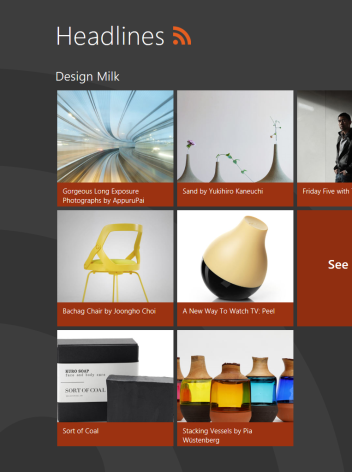 Headlines
Design Milk
Gorgeous Long Exposure
Photographs by AppuruPai
Sand by Yukihiro Kaneuchi
Friday Five with
Bachag Chair by Joongho Choi
A New Way To Watch TV: Peel
See
EURO SOAP
SORT OF COAL
Sort of Coal
Stacking Vessels by Pia
Wüstenberg